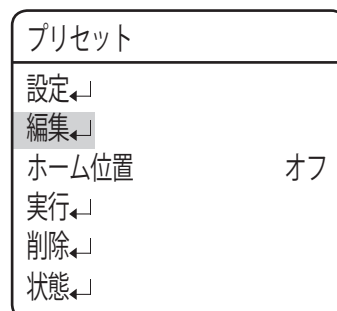 プリセット
設定↵
編集↵
ホーム位置 オフ
実行↵
削除↵
状態↵